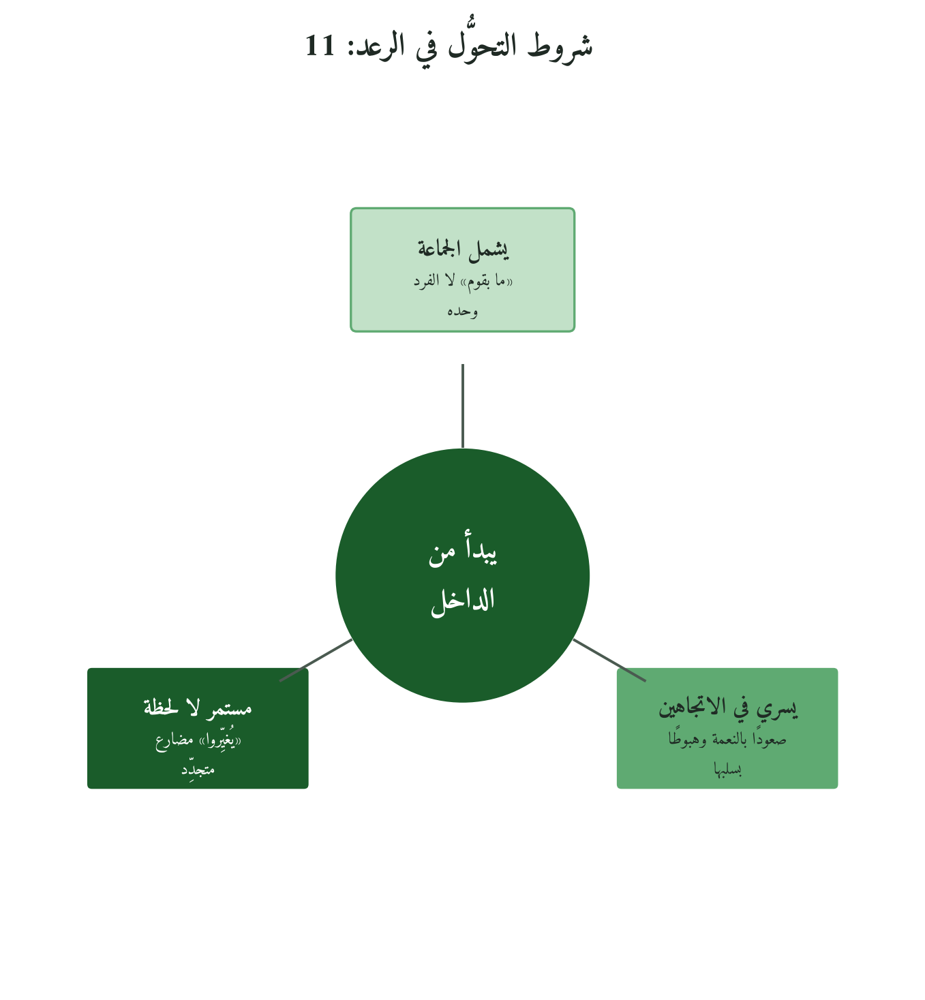 شروط التحوُّل في الرعد: 11
يشمل الجماعة
«ما بقوم» لا الفرد
وحده
يبدأ من
الداخل
يسري في الاتجاهين
صعودًا بالنعمة وهبوطًا
بسلبها
مستمر لا لحظة
«يُغيِّروا» مضارع
متجدِّد